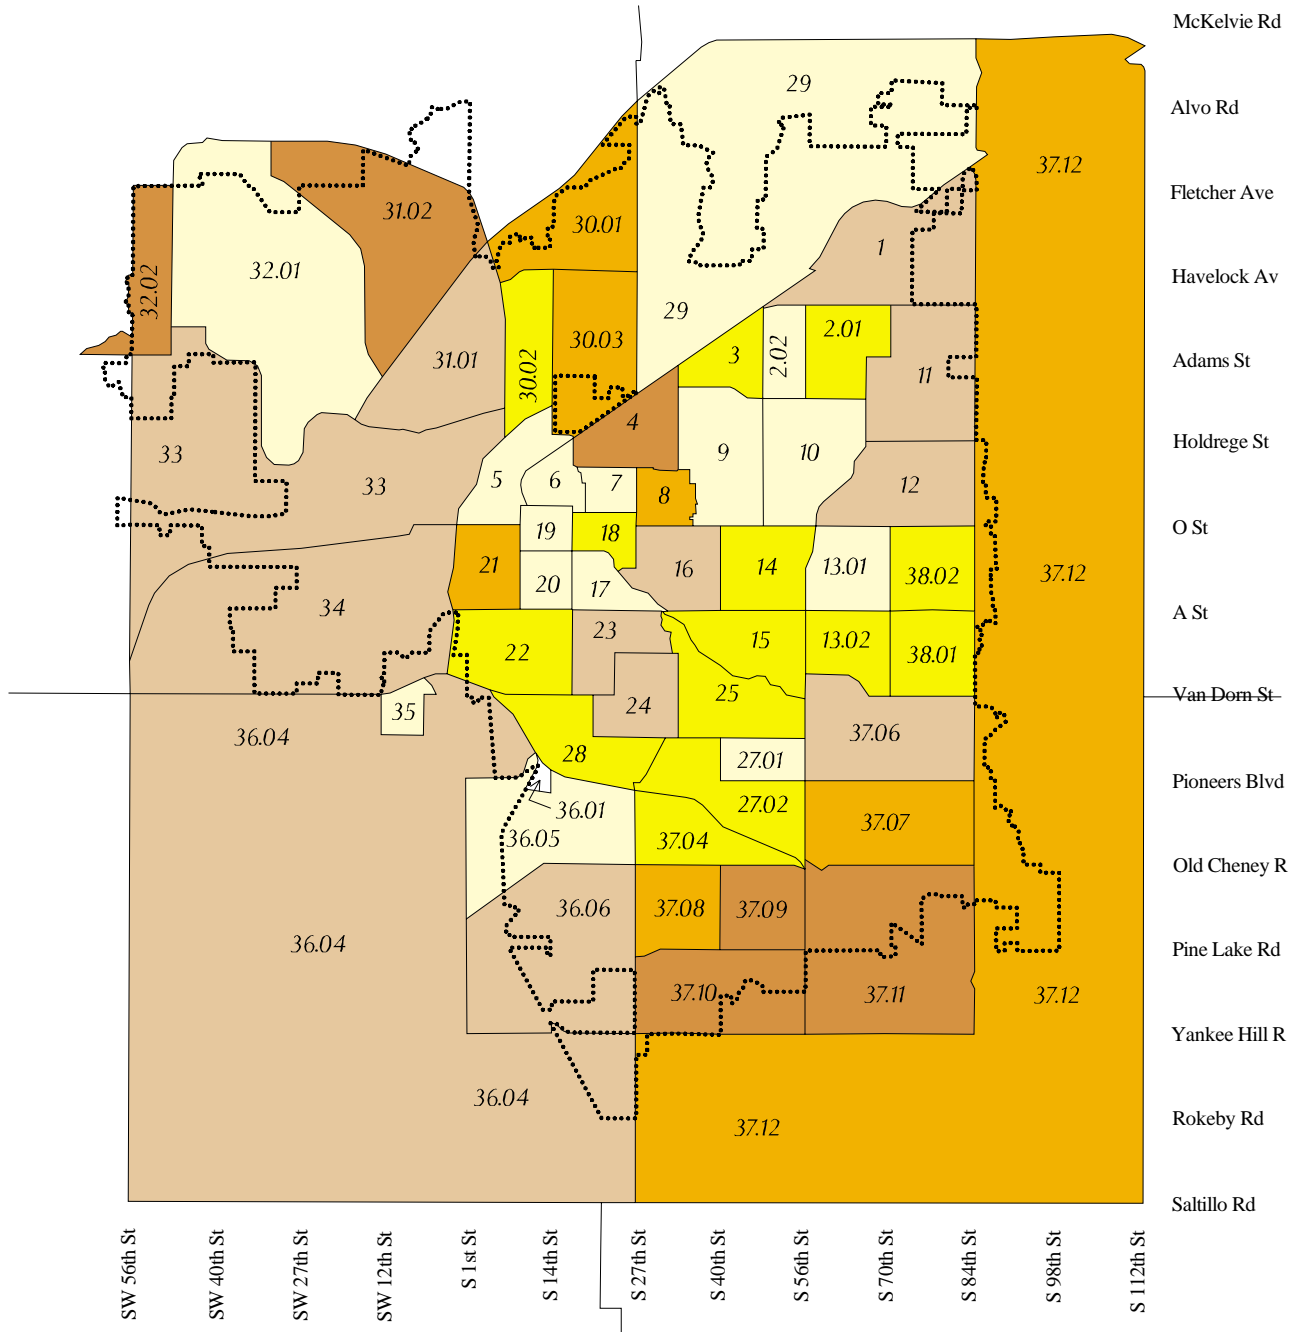 McKelvie Rd
29
Alvo Rd
37.12
Fletcher Ave
31.02
30.01
1
32.01
32.02
Havelock Av
29
30.03
2.01
3
2.02
31.01
30.02
Adams St
11
4
Holdrege St
33
9
10
5
6
7
12
33
8
19
18
O St
21
16
14
13.01
38.02
37.12
20
17
34
A St
23
22
15
13.02
38.01
25
Van Dorn St
35
24
36.04
37.06
28
27.01
Pioneers Blvd
36.01
27.02
37.07
36.05
37.04
Old Cheney R
36.06
37.08
37.09
36.04
Pine Lake Rd
37.10
37.11
37.12
Yankee Hill R
36.04
Rokeby Rd
37.12
Saltillo Rd
SW 56th St
SW 40th St
SW 27th St
SW 12th St
S 1st St
S 14th St
S 27th St
S 40th St
S 56th St
S 70th St
S 84th St
S 98th St
S 112th St